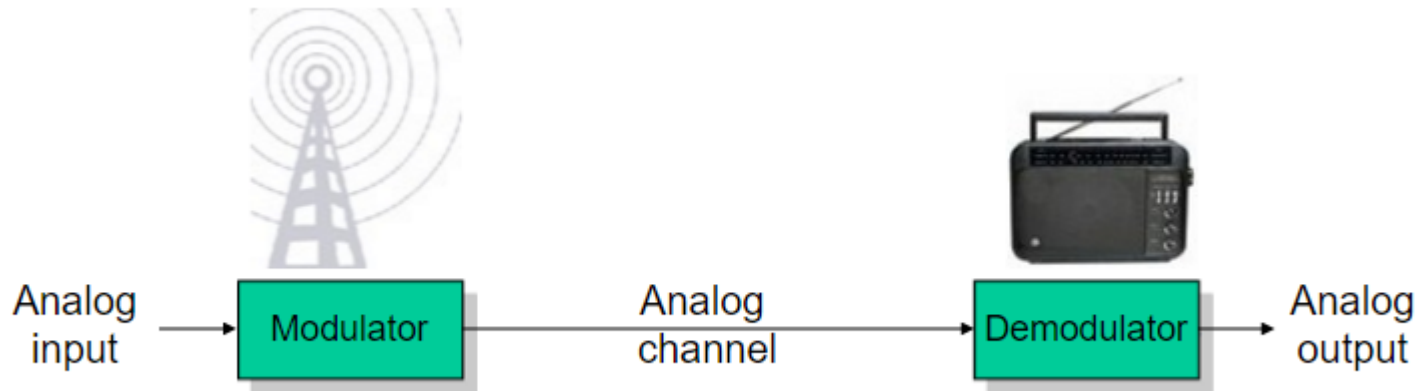 Analog
input
Modulator
Analog
channel
Demodulator
Analog
output